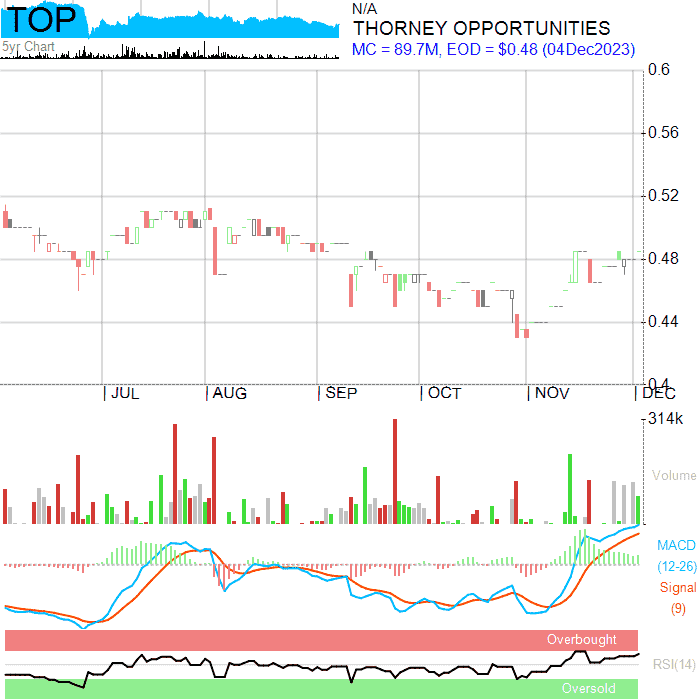 TOP
5yr Chart
N/A
THORNEY OPPORTUNITIES
MC = 89.7M, EOD = $0.48 (04Dec2023)
0.6
0.56
0.52
0.48
0.44
0.4
JUL
AUG
SEP
OCT
NOV
DEC
314k
Volume
MACD
(12-26)
Signal
(9)
Overbought
RSI(14)
Oversold